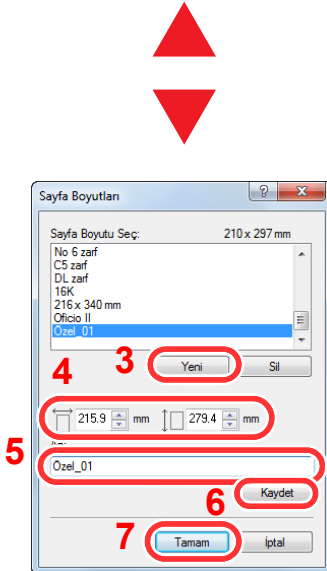 Sayfa Boyutları
Sayfa Boyutu Seç: 210 x 297 mm
No 6 zarf
C5 zarf
DL zarf
16K
216 x 340 mm
Oficio II
Özel_01
3 Yeni Sil
4
215.9 mm 279.4 mm
5
Özel_01
6 Kaydet
7 Tamam İptal